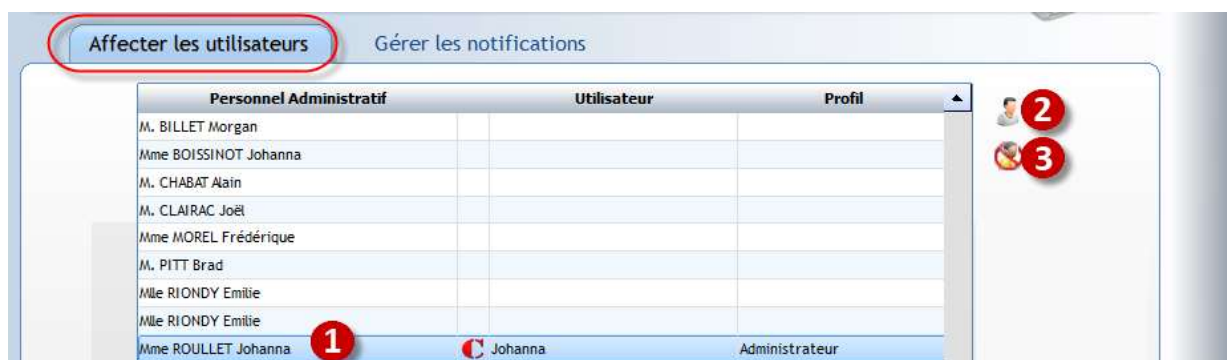 Affecter les utilisateurs Gérer les notifications
Personnel Administratif Utilisateur Profil
M. BILLET Morgan
2
Mme BOISSINOT Johanna
3
M. CHABAT Alain
M. CLAIRAC Joël
Mme MOREL Frédérique
M. PITT Brad
Mlle RIONDY Emilie
Mlle RIONDY Emilie
Mme ROULLET Johanna 1 C Johanna Administrateur